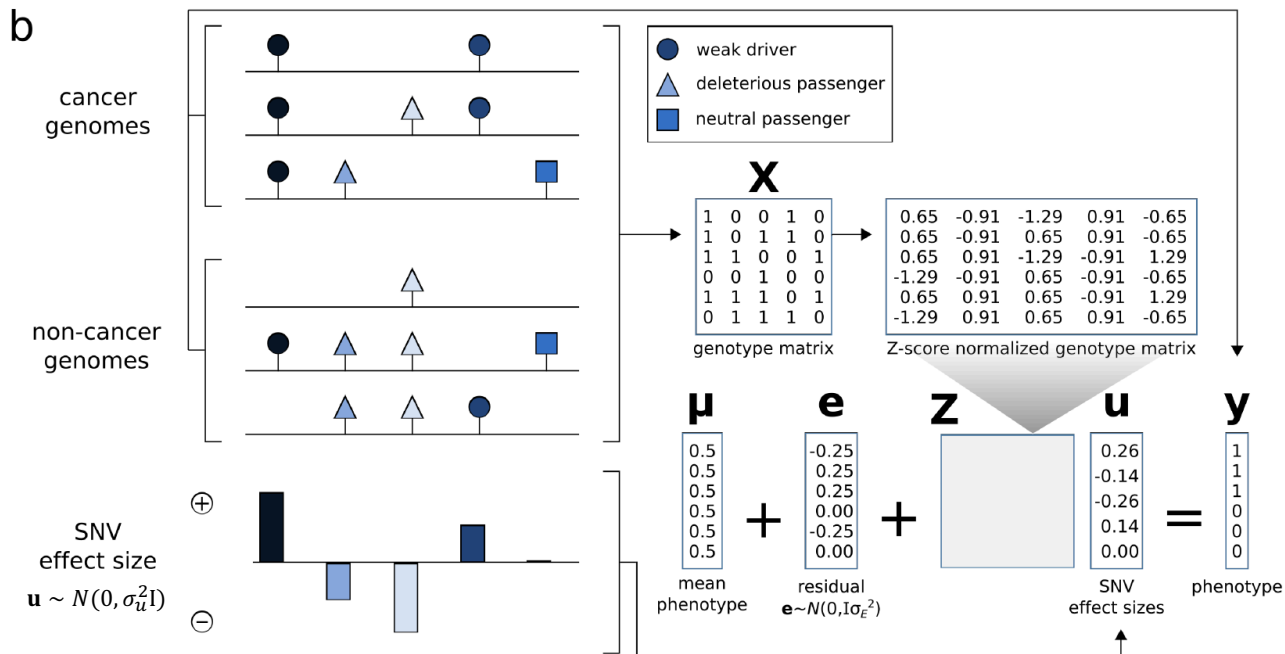 b
cancer
genomes
weak driver
deleterious passenger
neutral passenger
non-cancer
genomes
X
1 0 0 1 0
1 0 1 1 0
1 1 0 0 1
0 0 1 0 0
1 1 1 0 1
0 1 1 1 0
genotype matrix
0.65 -0.91 -1.29 0.91 -0.65
0.65 -0.91 0.65 0.91 -0.65
0.65 0.91 -1.29 -0.91 1.29
-1.29 -0.91 0.65 -0.91 -0.65
0.65 0.91 0.65 -0.91 1.29
-1.29 0.91 0.65 0.91 -0.65
Z-score normalized genotype matrix
μ
0.5
0.5
0.5
0.5
0.5
0.5
mean
phenotype
+
e
-0.25
0.25
0.25
0.00
-0.25
0.00
residual
e~N(0,Iσ_E²)
+
Z
u
0.26
-0.14
-0.26
0.14
0.00
SNV
effect sizes
=
y
1
1
1
0
0
0
phenotype
SNV
effect size
u ~ N(0, σ_u²I)
+
−